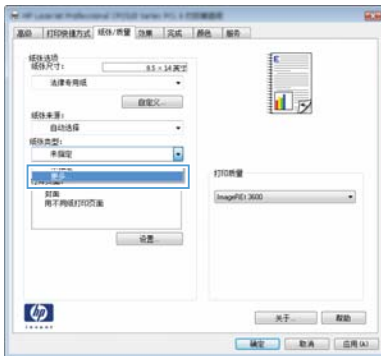 高级 打印快捷方式 纸张/质量 效果 完成 颜色 服务
纸张选项
纸张尺寸: 8.5 × 14 英寸
法律专用纸
自定义...
纸张来源:
自动选择
纸张类型:
未指定
更多...
封面
用不同纸打印页面
设置...
打印质量
ImageREt 3600
关于... 帮助
确定 取消 应用(A)